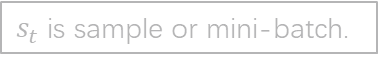 $s_t$ is sample or mini-batch.